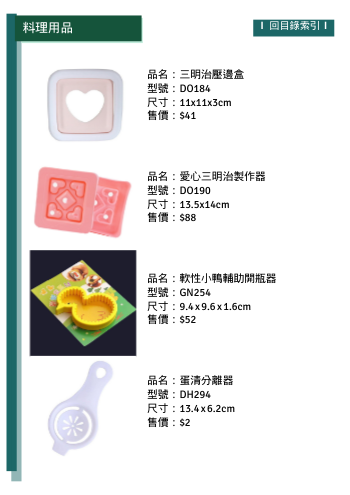 料理用品
回目錄索引
品名：三明治壓邊盒
型號：DO184
尺寸：11x11x3cm
售價：$41
品名：愛心三明治製作器
型號：DO190
尺寸：13.5x14cm
售價：$88
品名：軟性小鴨輔助開瓶器
型號：GN254
尺寸：9.4x9.6x1.6cm
售價：$52
品名：蛋清分離器
型號：DH294
尺寸：13.4x6.2cm
售價：$2